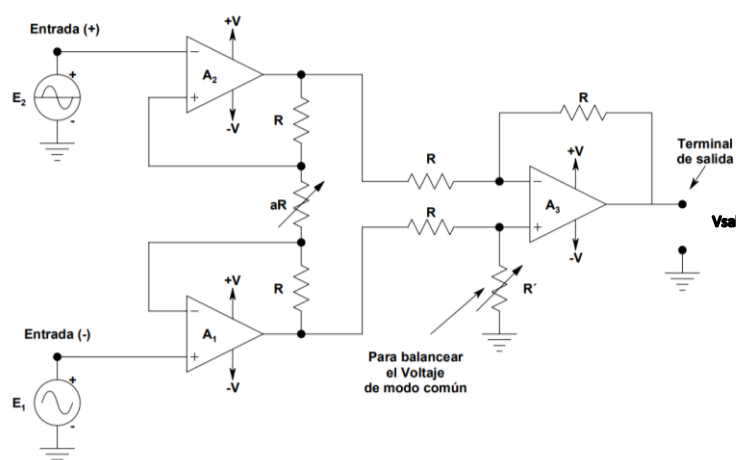 Entrada (+)
+V
−
A2
+
+
E2
-
-V
R
R
Terminal
de salida
+V
R
−
A3
+
aR
R
Vsal
-V
+V
R
R´
−
A1
+
Entrada (-)
-V
Para balancear
el Voltaje
de modo común
+
E1
-